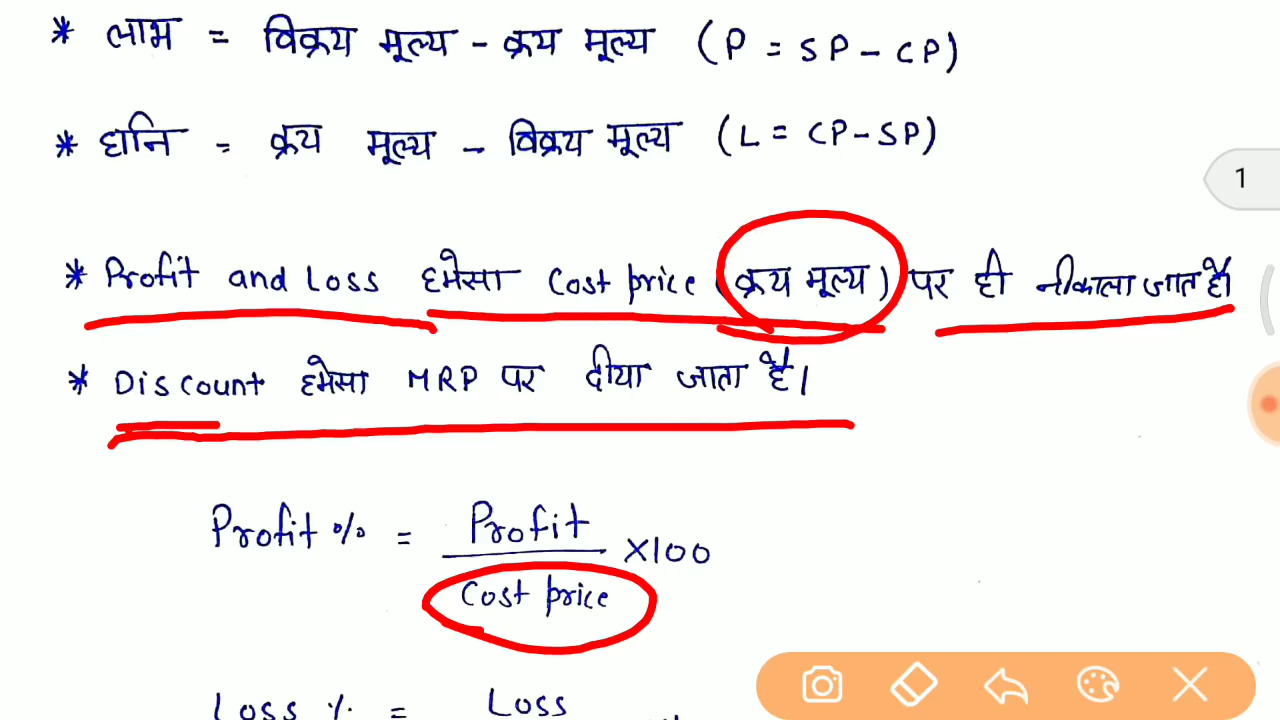 * लाभ = विक्रय मूल्य - क्रय मूल्य (P = SP - CP)
* हानि = क्रय मूल्य - विक्रय मूल्य (L = CP - SP)
1
* Profit and Loss हमेसा Cost price (क्रय मूल्य) पर ही नीकाला जात है।
* Discount हमेसा MRP पर दीया जाता है।
Profit % = Profit
×100
Cost price
Loss % = Loss